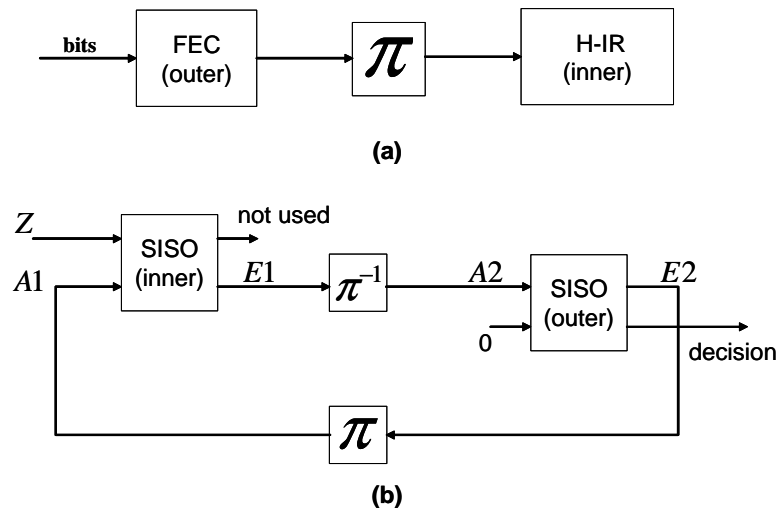 bits
FEC
(outer)
π
H-IR
(inner)
(a)
Z
A1
SISO
(inner)
not used
E1
π⁻¹
A2
0
SISO
(outer)
E2
decision
π
(b)